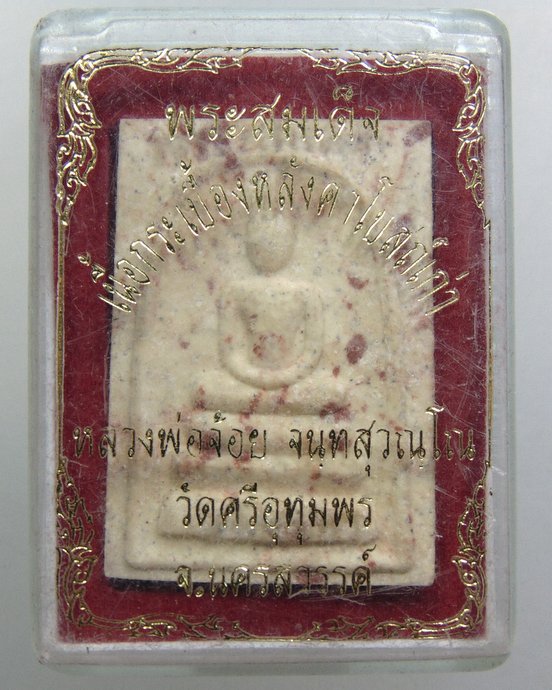 พระสมเด็จ
เนื้อกระเบื้องหลังคาโบสถ์เก่า
หลวงพ่อจ้อย จนฺทสุวณฺโณ
วัดศรีอุทุมพร
จ.นครสวรรค์